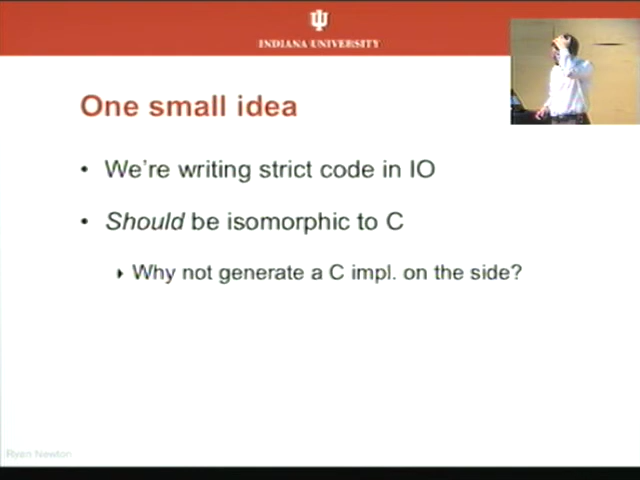 INDIANA UNIVERSITY
One small idea
• We're writing strict code in IO
• Should be isomorphic to C
‣ Why not generate a C impl. on the side?
Ryan Newton